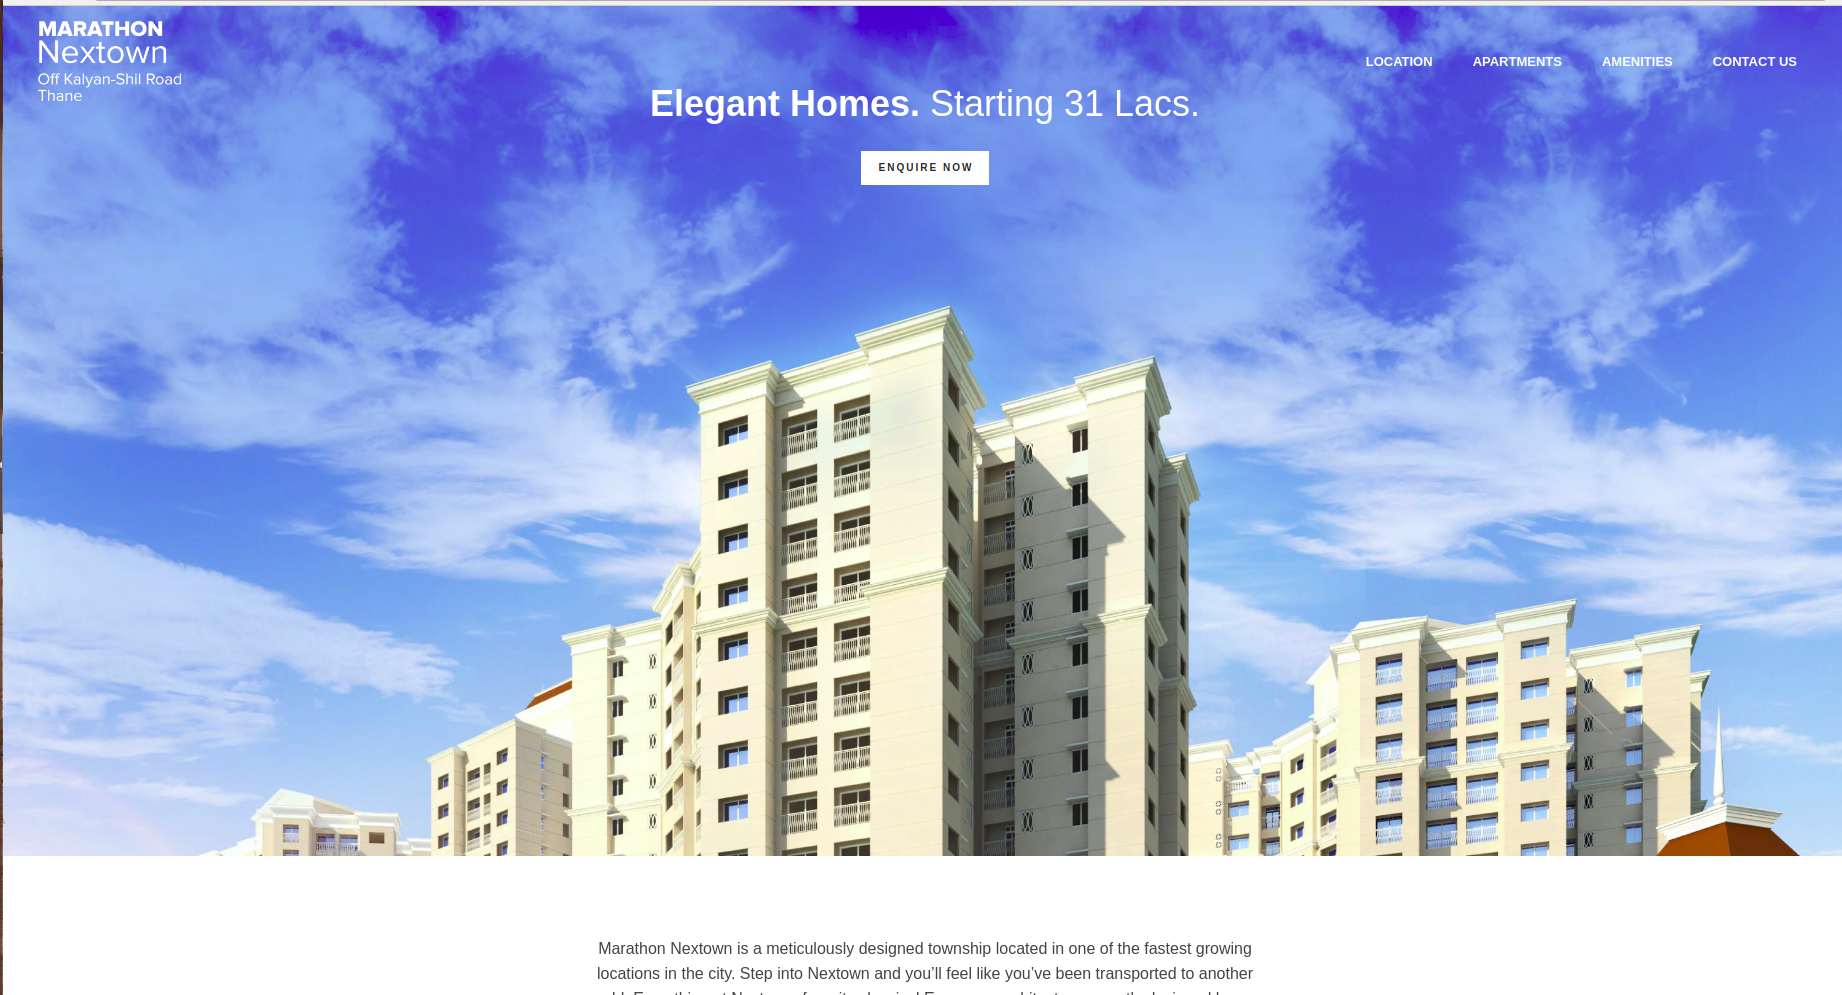 MARATHON
Nextown
Off Kalyan-Shil Road
Thane
LOCATION APARTMENTS AMENITIES CONTACT US
Elegant Homes. Starting 31 Lacs.
ENQUIRE NOW
Marathon Nextown is a meticulously designed township located in one of the fastest growing
locations in the city. Step into Nextown and you’ll feel like you’ve been transported to another